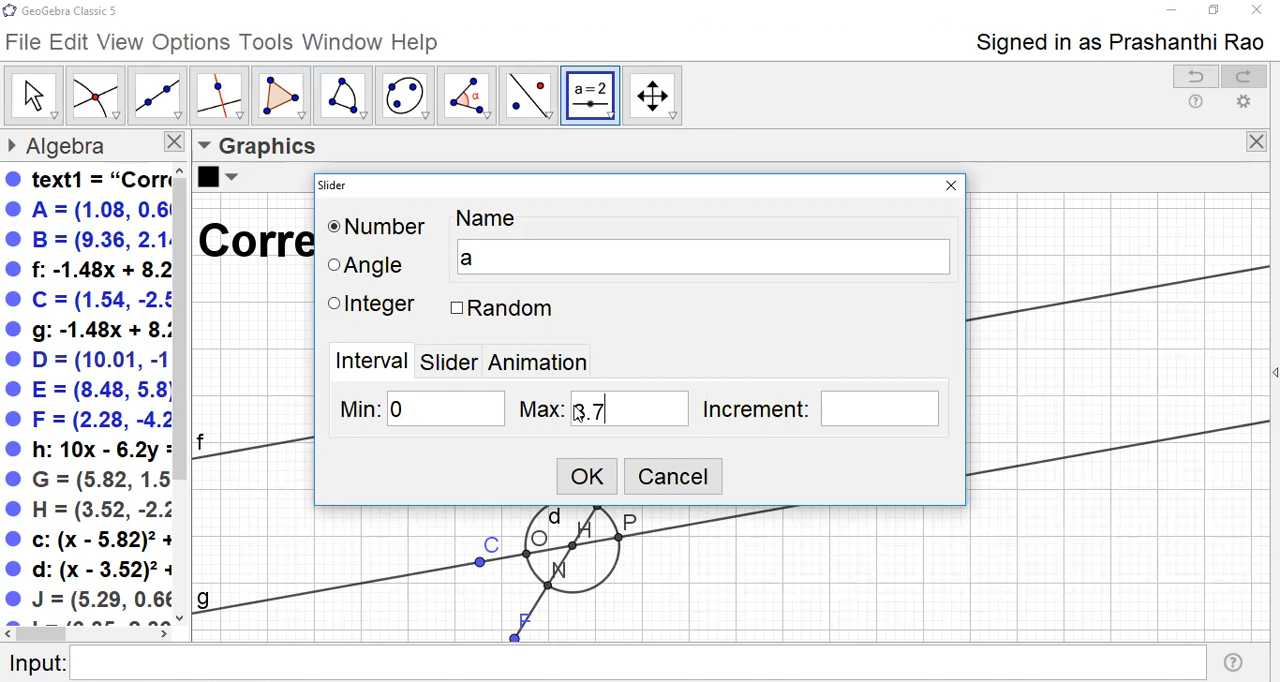 GeoGebra Classic 5
File Edit View Options Tools Window Help
Signed in as Prashanthi Rao
α
a=2
Algebra
Graphics
text1 = “Corre
A = (1.08, 0.6
B = (9.36, 2.1
f: -1.48x + 8.2
C = (1.54, -2.5
g: -1.48x + 8.2
D = (10.01, -1
E = (8.48, 5.8)
F = (2.28, -4.2
h: 10x - 6.2y =
G = (5.82, 1.5
H = (3.52, -2.2
c: (x - 5.82)² +
d: (x - 3.52)² +
J = (5.29, 0.66
Corre
Slider
Number
Angle
Integer
Name
a
Random
Interval Slider Animation
Min: 0 Max: 3.7 Increment:
OK Cancel
f
d
H
P
O
C
N
g
F
Input: